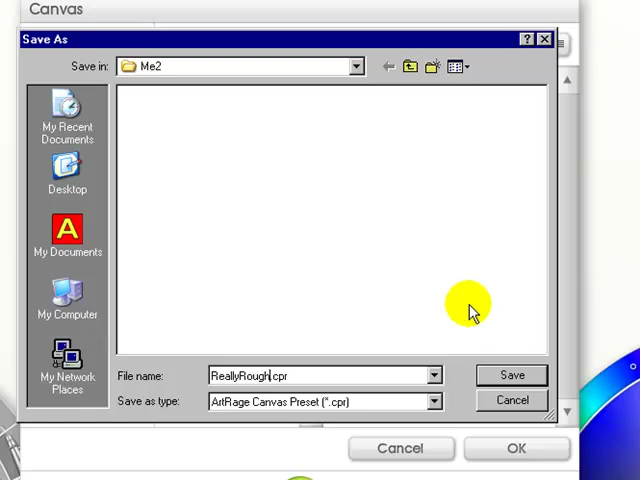 Canvas
Save As
Save in:
Me2
My Recent
Documents
Desktop
A
My Documents
My Computer
My Network
Places
File name:
ReallyRough.cpr
Save
Save as type:
ArtRage Canvas Preset (*.cpr)
Cancel
Cancel
OK